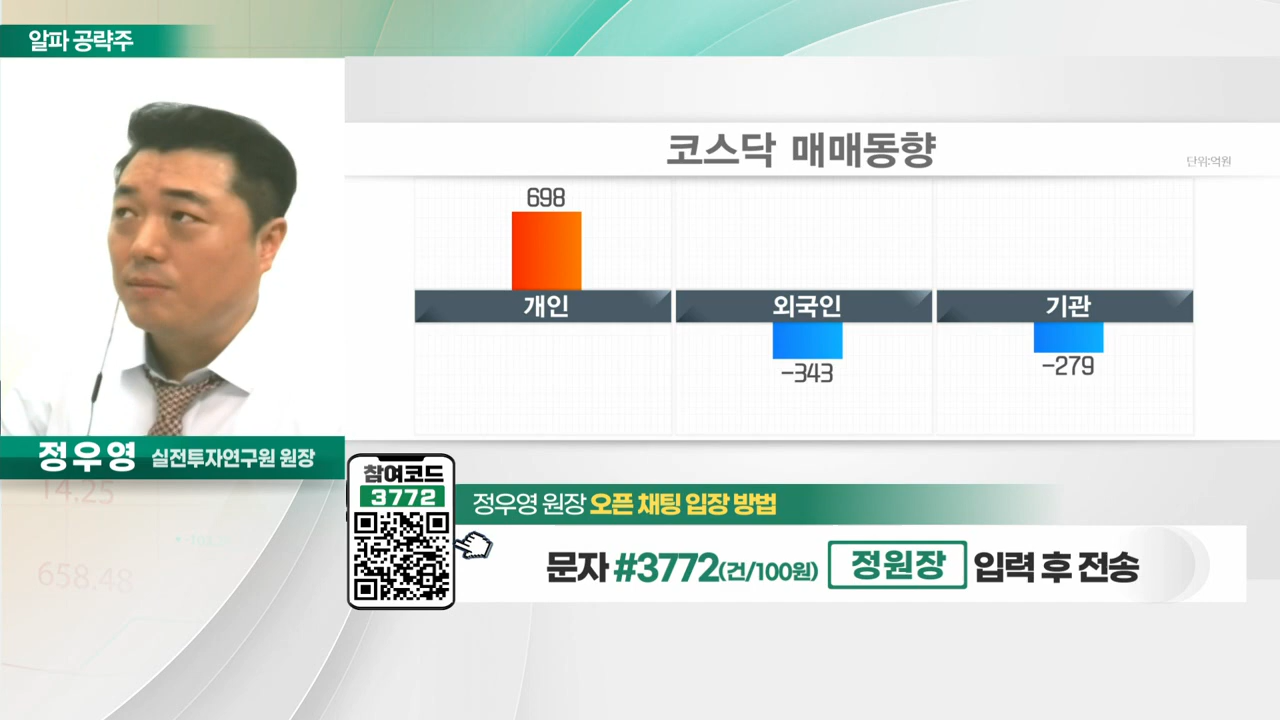 알파 공략주
코스닥 매매동향
단위:억원
698
개인
외국인
기관
-343
-279
정우영 실전투자연구원 원장
14.25
658.48
참여코드
3772
정우영 원장 오픈 채팅 입장 방법
문자 #3772(건/100원) 정원장 입력 후 전송